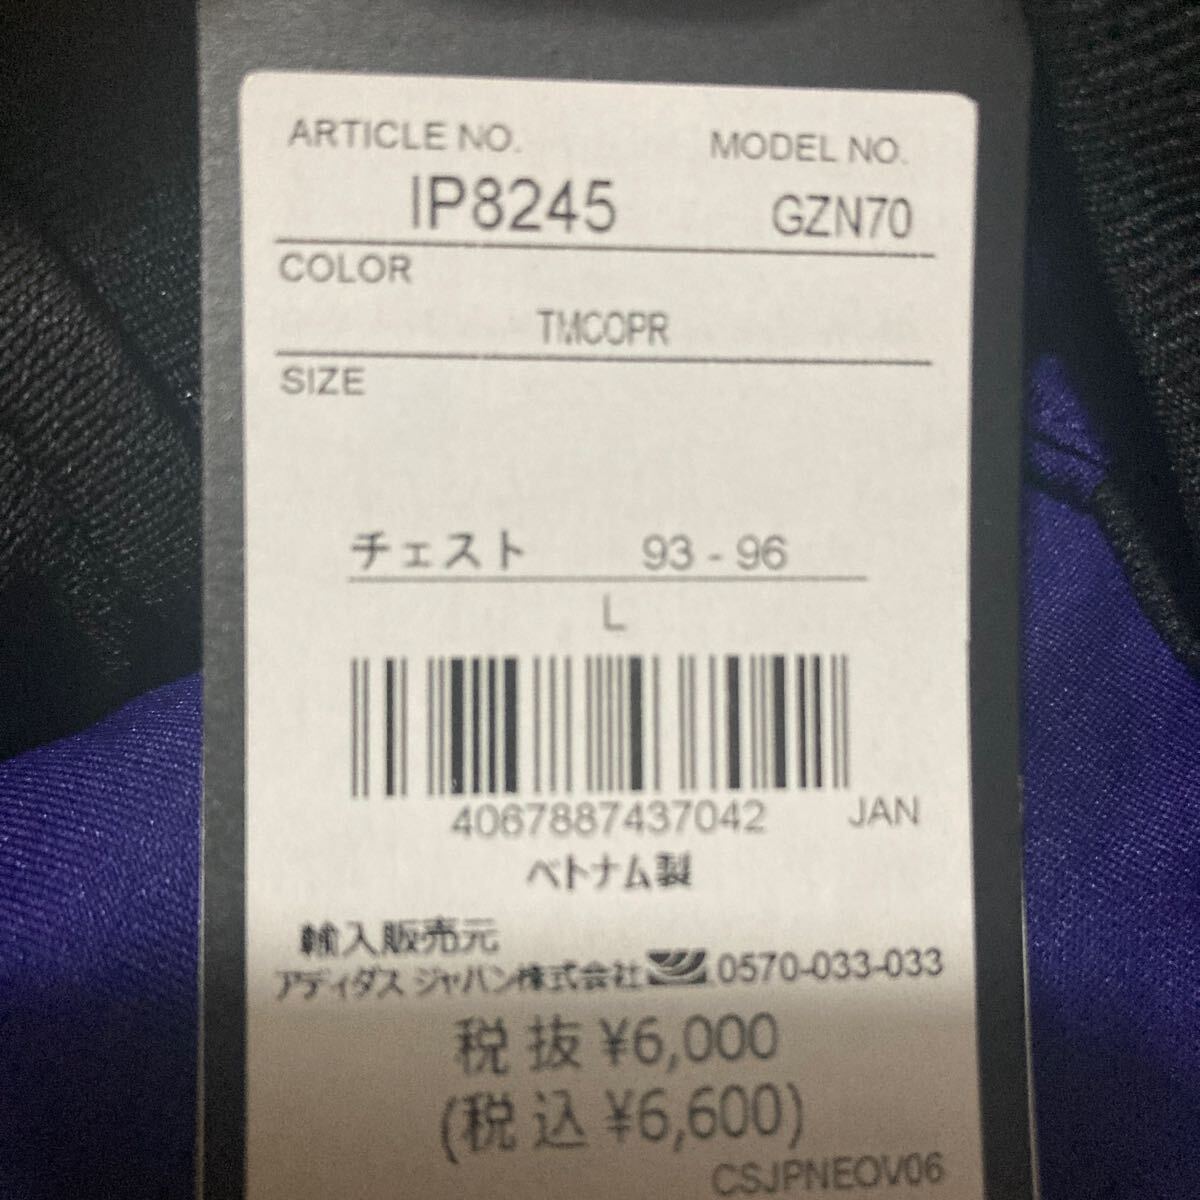 ARTICLE NO. MODEL NO.
IP8245 GZN70
COLOR
TMCOPR
SIZE
チェスト 93 - 96
L
4067887437042 JAN
ベトナム製
輸入販売元
アディダス ジャパン株式会社 0570-033-033
税抜 ¥6,000
(税込 ¥6,600)
CSJPNEOV06